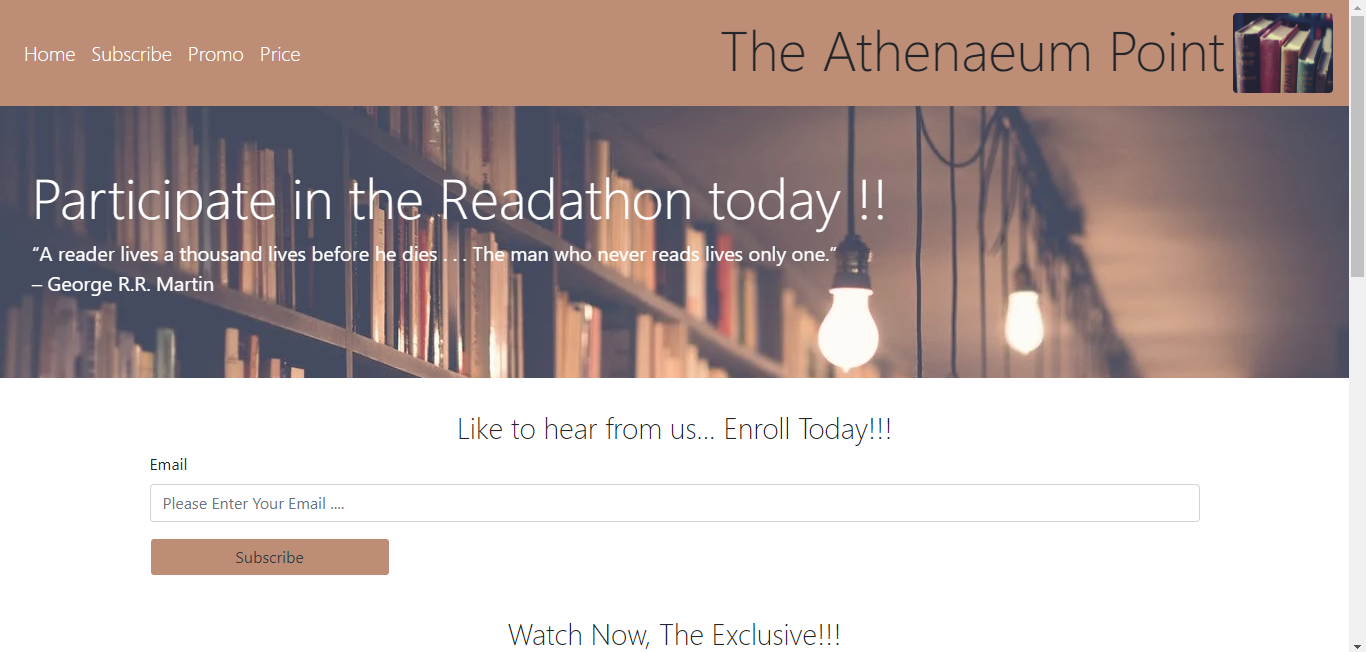 Home Subscribe Promo Price
The Athenaeum Point
Participate in the Readathon today !!
“A reader lives a thousand lives before he dies . . . The man who never reads lives only one.”
– George R.R. Martin
Like to hear from us... Enroll Today!!!
Email
Please Enter Your Email ....
Subscribe
Watch Now, The Exclusive!!!